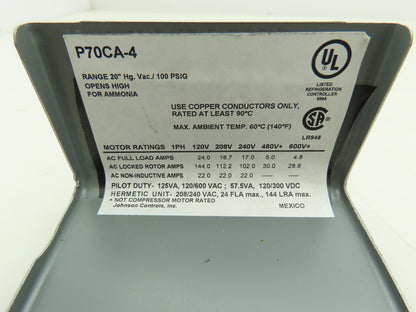 P70CA-4
RANGE 20" Hg. Vac./ 100 PSIG
OPENS HIGH
FOR AMMONIA
UL
LISTED
REFRIGERATION
CONTROLLER
USE COPPER CONDUCTORS ONLY,
RATED AT LEAST 90°C
MAX. AMBIENT TEMP. 60°C (140°F)
SA
LR948
MOTOR RATINGS 1PH 120V 208V 240V 480V+ 600V+
AC FULL LOAD AMPS 24.0 18.7 17.0 5.0 4.8
AC LOCKED ROTOR AMPS 144.0 112.2 102.0 30.0 28.8
AC NON-INDUCTIVE AMPS 22.0 22.0 22.0 ---- ----
PILOT DUTY- 125VA, 120/600 VAC ; 57.5VA, 120/300 VDC
HERMETIC UNIT- 208/240 VAC, 24 FLA max., 144 LRA max.
+ NOT COMPRESSOR MOTOR RATED
Johnson Controls, Inc. MEXICO